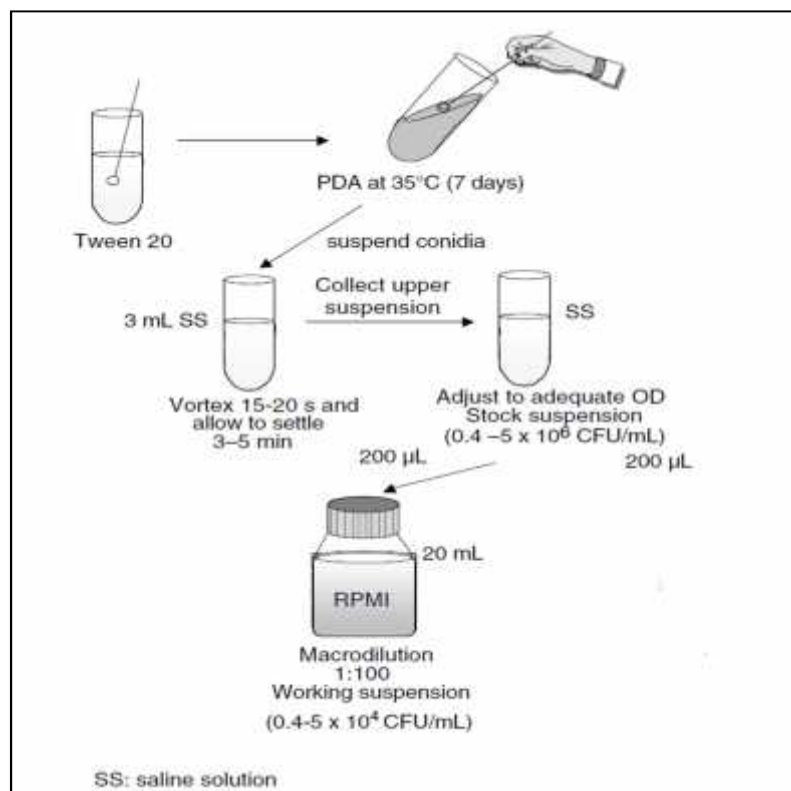 PDA at 35°C (7 days)
Tween 20
suspend conidia
Collect upper
suspension
3 mL SS
SS
Vortex 15-20 s and
allow to settle
3–5 min
Adjust to adequate OD
Stock suspension
(0.4 –5 x 10⁶ CFU/mL)
200 µL
200 µL
20 mL
RPMI
Macrodilution
1:100
Working suspension
(0.4-5 x 10⁴ CFU/mL)
SS: saline solution